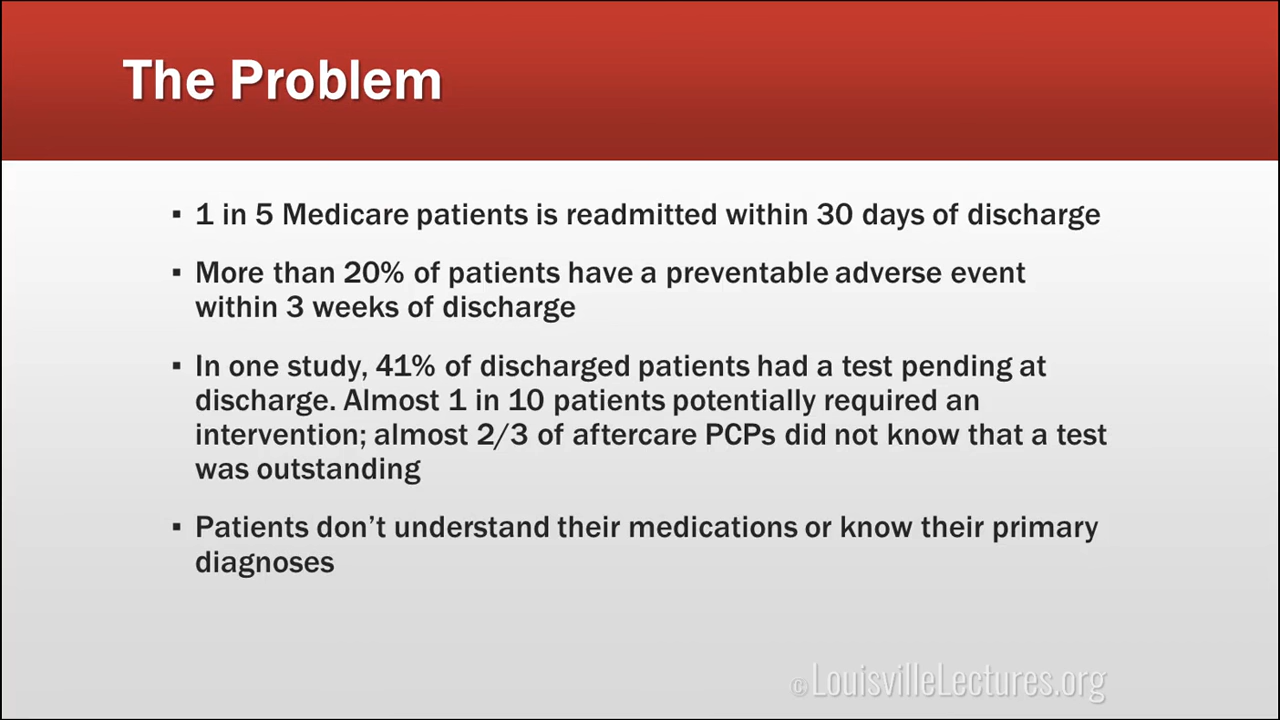 The Problem
▪ 1 in 5 Medicare patients is readmitted within 30 days of discharge
▪ More than 20% of patients have a preventable adverse event
within 3 weeks of discharge
▪ In one study, 41% of discharged patients had a test pending at
discharge. Almost 1 in 10 patients potentially required an
intervention; almost 2/3 of aftercare PCPs did not know that a test
was outstanding
▪ Patients don’t understand their medications or know their primary
diagnoses
© LouisvilleLectures.org